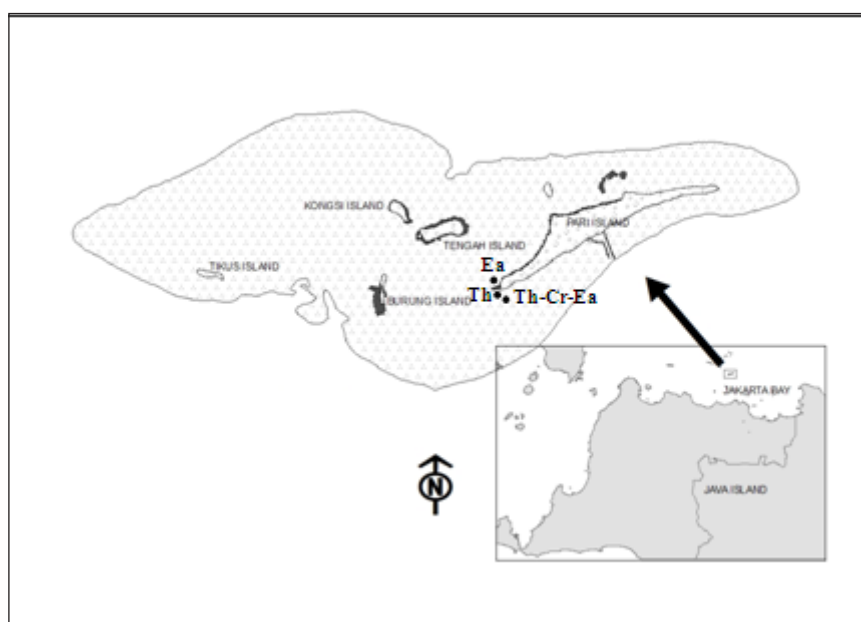 KONGSI ISLAND
PARI ISLAND
TENGAH ISLAND
Ea
TIKUS ISLAND
Th
Th-Cr-Ea
BURUNG ISLAND
JAKARTA BAY
JAVA ISLAND
N